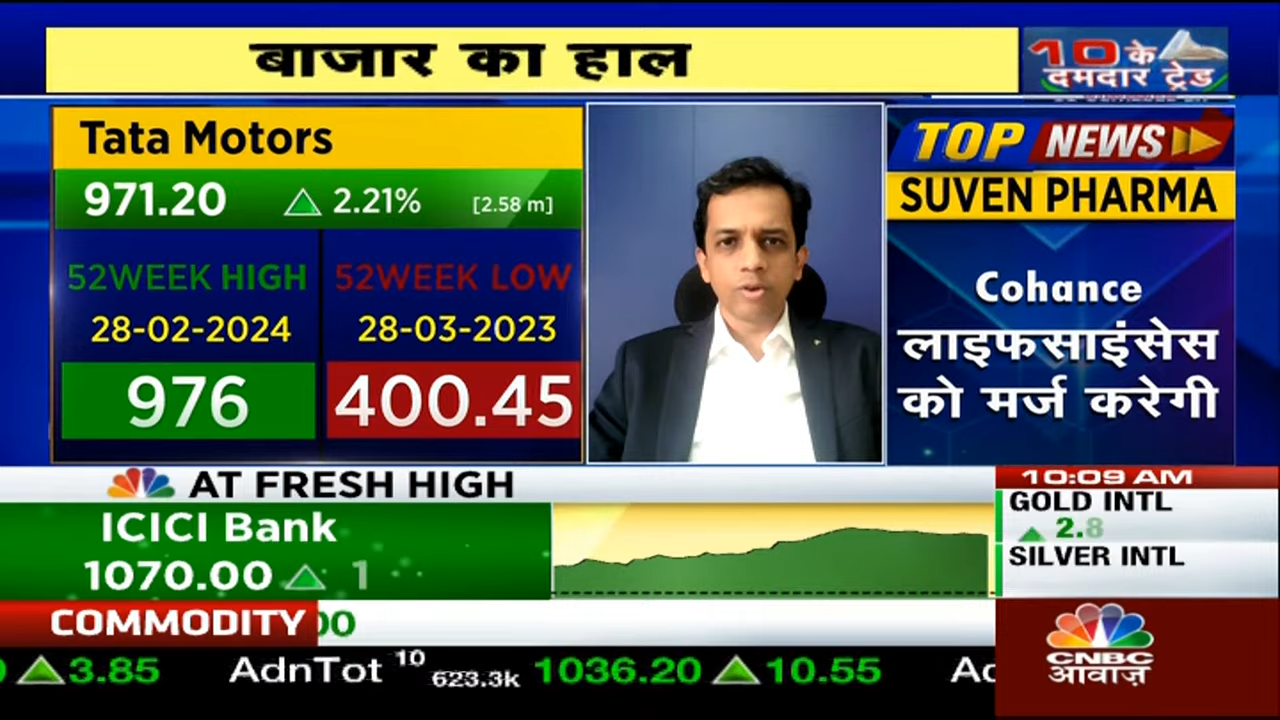 बाजार का हाल
10 के
दमदार ट्रेड
Tata Motors
971.20 2.21% [2.58 m]
52WEEK HIGH 52WEEK LOW
28-02-2024 28-03-2023
976 400.45
TOP NEWS
SUVEN PHARMA
Cohance
लाइफसाइंसेस
को मर्ज करेगी
AT FRESH HIGH
10:09 AM
ICICI Bank
1070.00 1
GOLD INTL
2.8
SILVER INTL
COMMODITY
CNBC
आवाज़
3.85 AdnTot 10 623.3k 1036.20 10.55